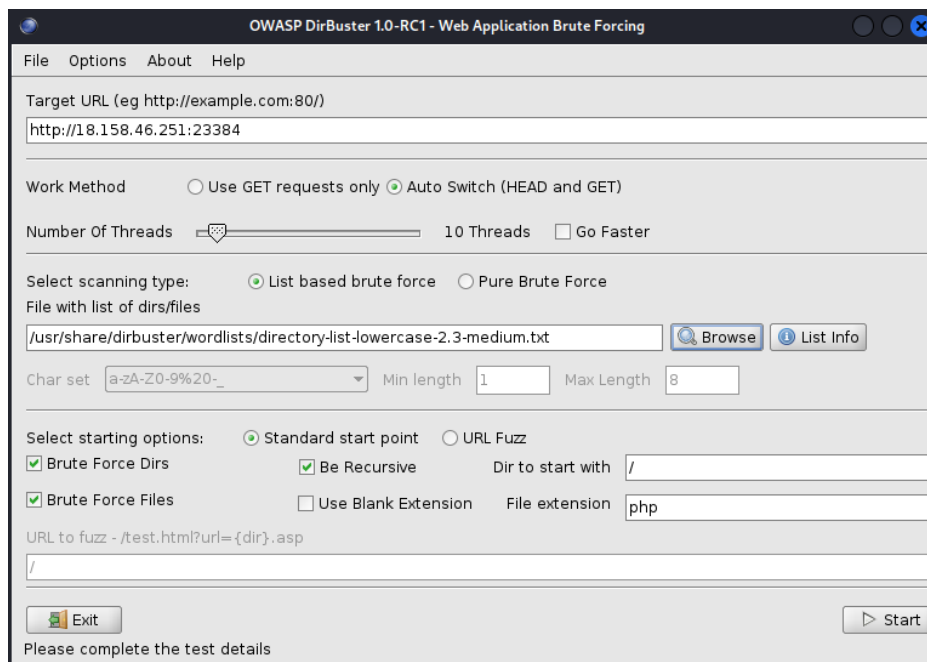 OWASP DirBuster 1.0-RC1 - Web Application Brute Forcing
File Options About Help
Target URL (eg http://example.com:80/)
http://18.158.46.251:23384
Work Method Use GET requests only Auto Switch (HEAD and GET)
Number Of Threads 10 Threads Go Faster
Select scanning type: List based brute force Pure Brute Force
File with list of dirs/files
/usr/share/dirbuster/wordlists/directory-list-lowercase-2.3-medium.txt Browse List Info
Char set a-zA-Z0-9%20-_ Min length 1 Max Length 8
Select starting options: Standard start point URL Fuzz
Brute Force Dirs Be Recursive Dir to start with /
Brute Force Files Use Blank Extension File extension php
URL to fuzz - /test.html?url={dir}.asp
/
Exit Start
Please complete the test details